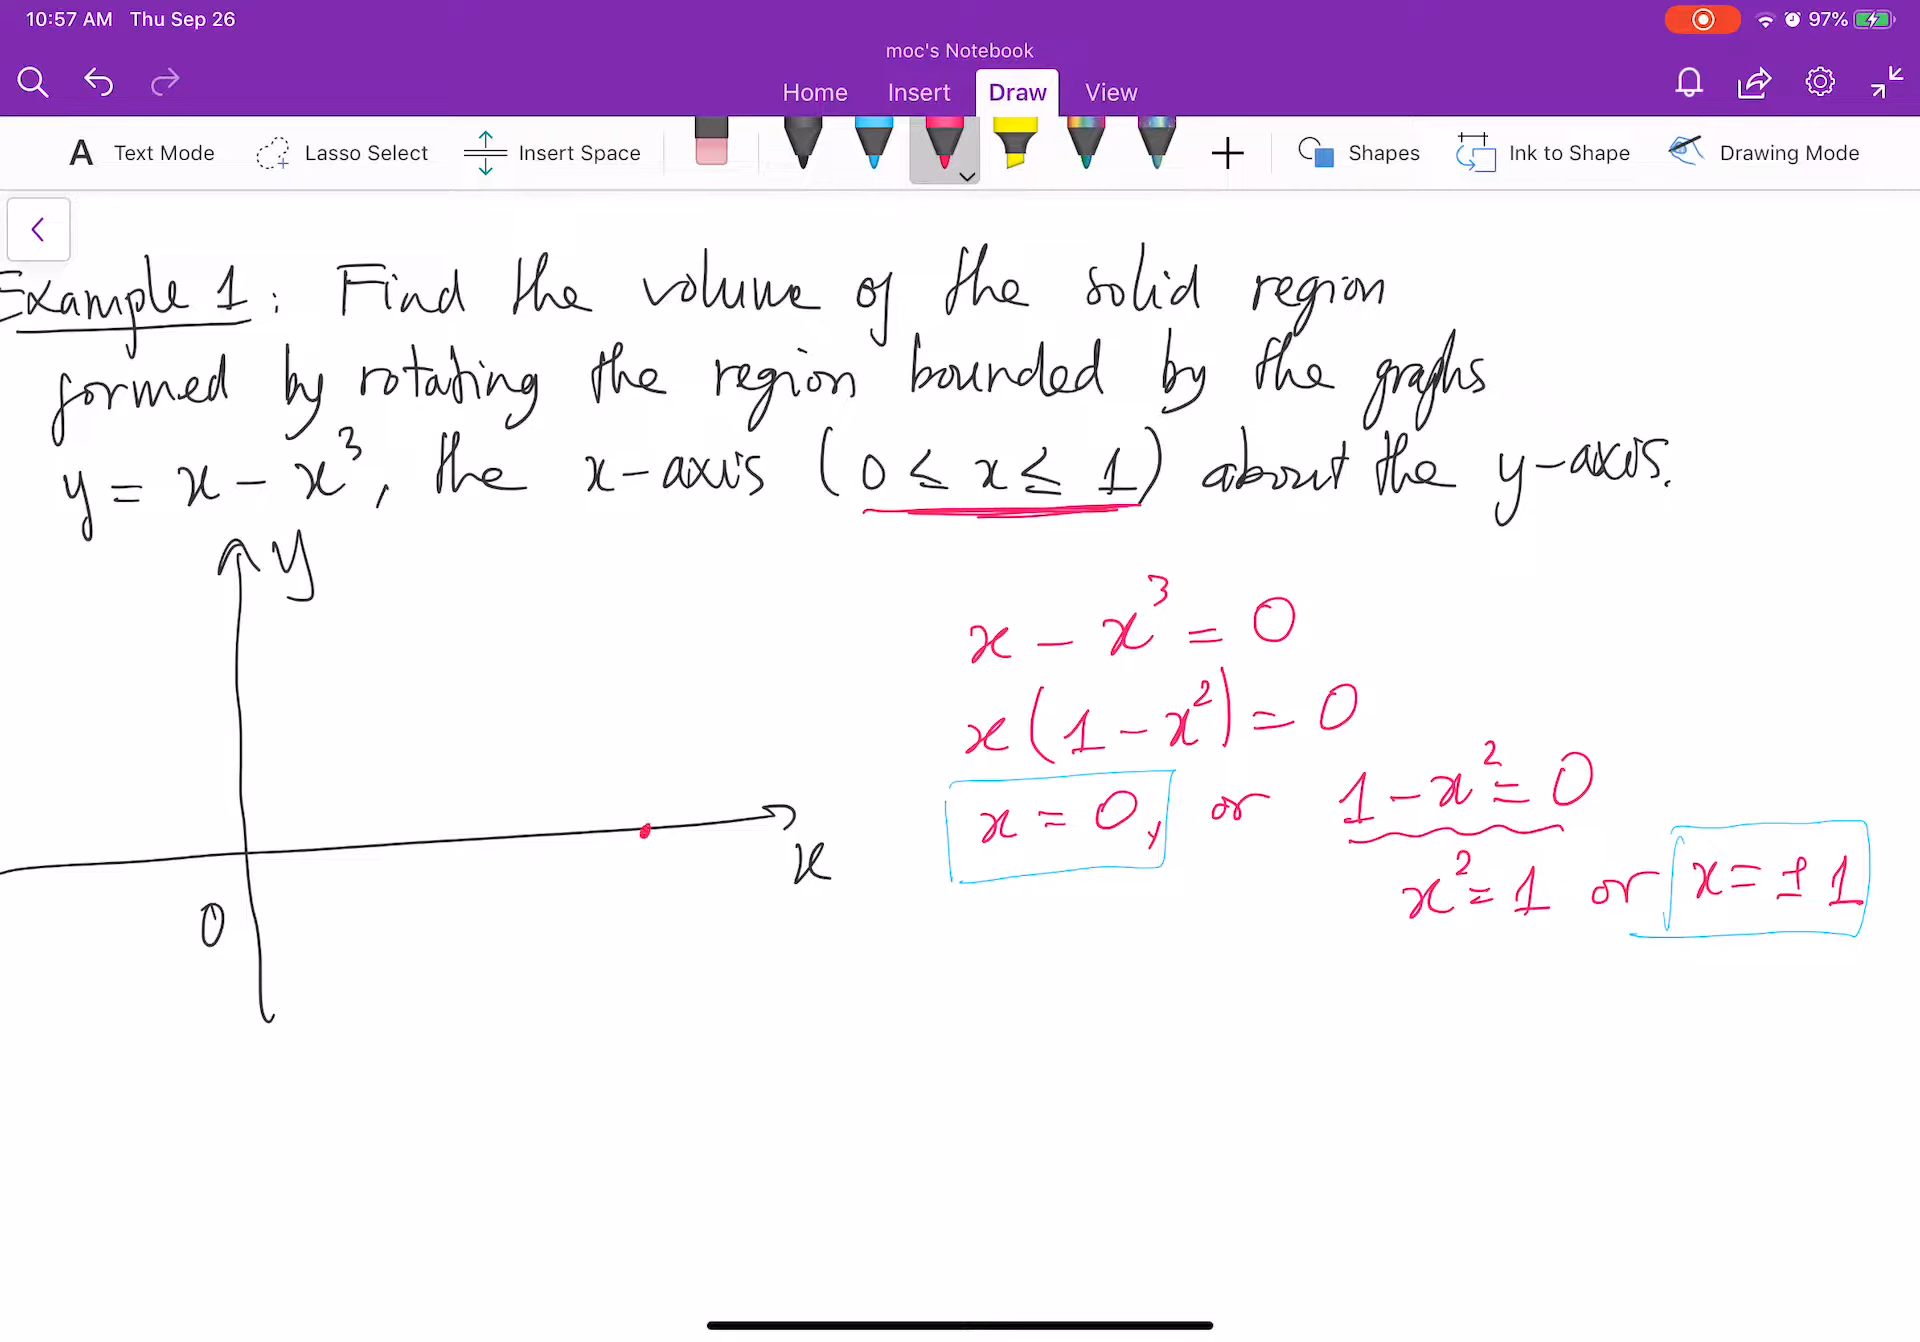 10:57 AM Thu Sep 26
97%
moc's Notebook
Home Insert Draw View
A Text Mode Lasso Select Insert Space Shapes Ink to Shape Drawing Mode
Example 1: Find the volume of the solid region
formed by rotating the region bounded by the graphs
y = x - x³, the x-axis (0 ≤ x ≤ 1) about the y-axis.
y
x - x³ = 0
x(1 - x²) = 0
x = 0, or 1 - x² = 0
x
x² = 1 or x = ± 1
0